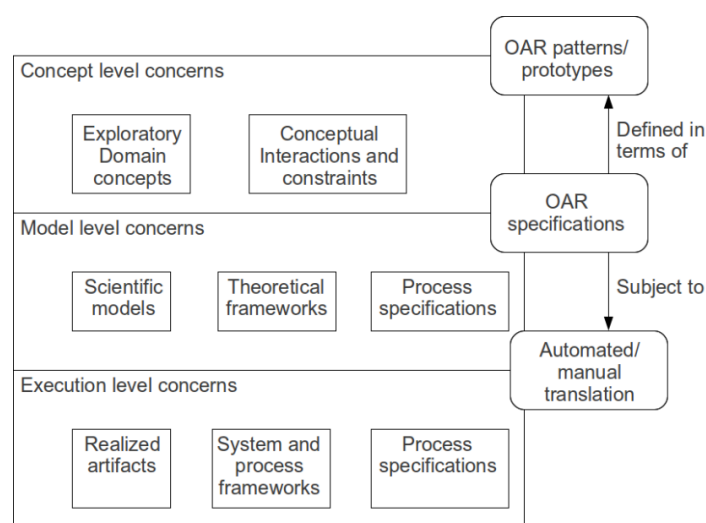 OAR patterns/
prototypes
Concept level concerns
Exploratory
Domain
concepts
Conceptual
Interactions and
constraints
Defined in
terms of
OAR
specifications
Model level concerns
Scientific
models
Theoretical
frameworks
Process
specifications
Subject to
Automated/
manual
translation
Execution level concerns
Realized
artifacts
System and
process
frameworks
Process
specifications